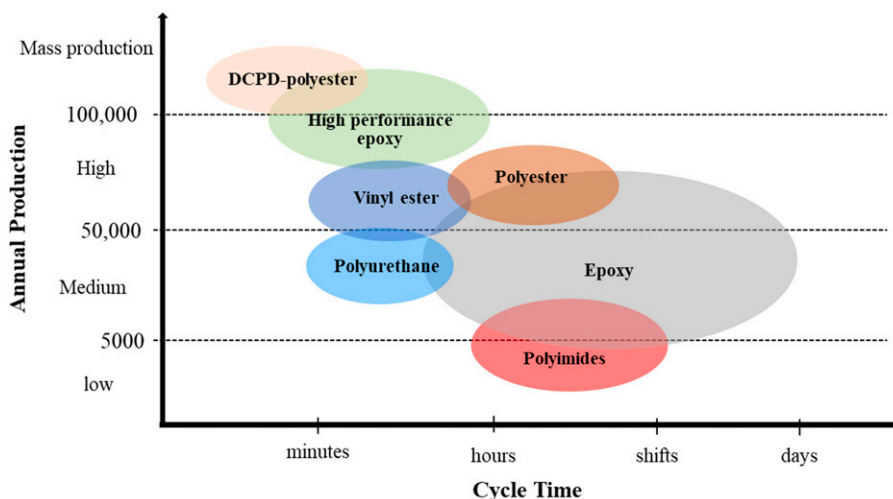 Mass production
DCPD-polyester
100,000
High performance
epoxy
High
Polyester
Vinyl ester
50,000
Polyurethane
Epoxy
Medium
5000
Polyimides
low
minutes
hours
shifts
days
Cycle Time
Annual Production